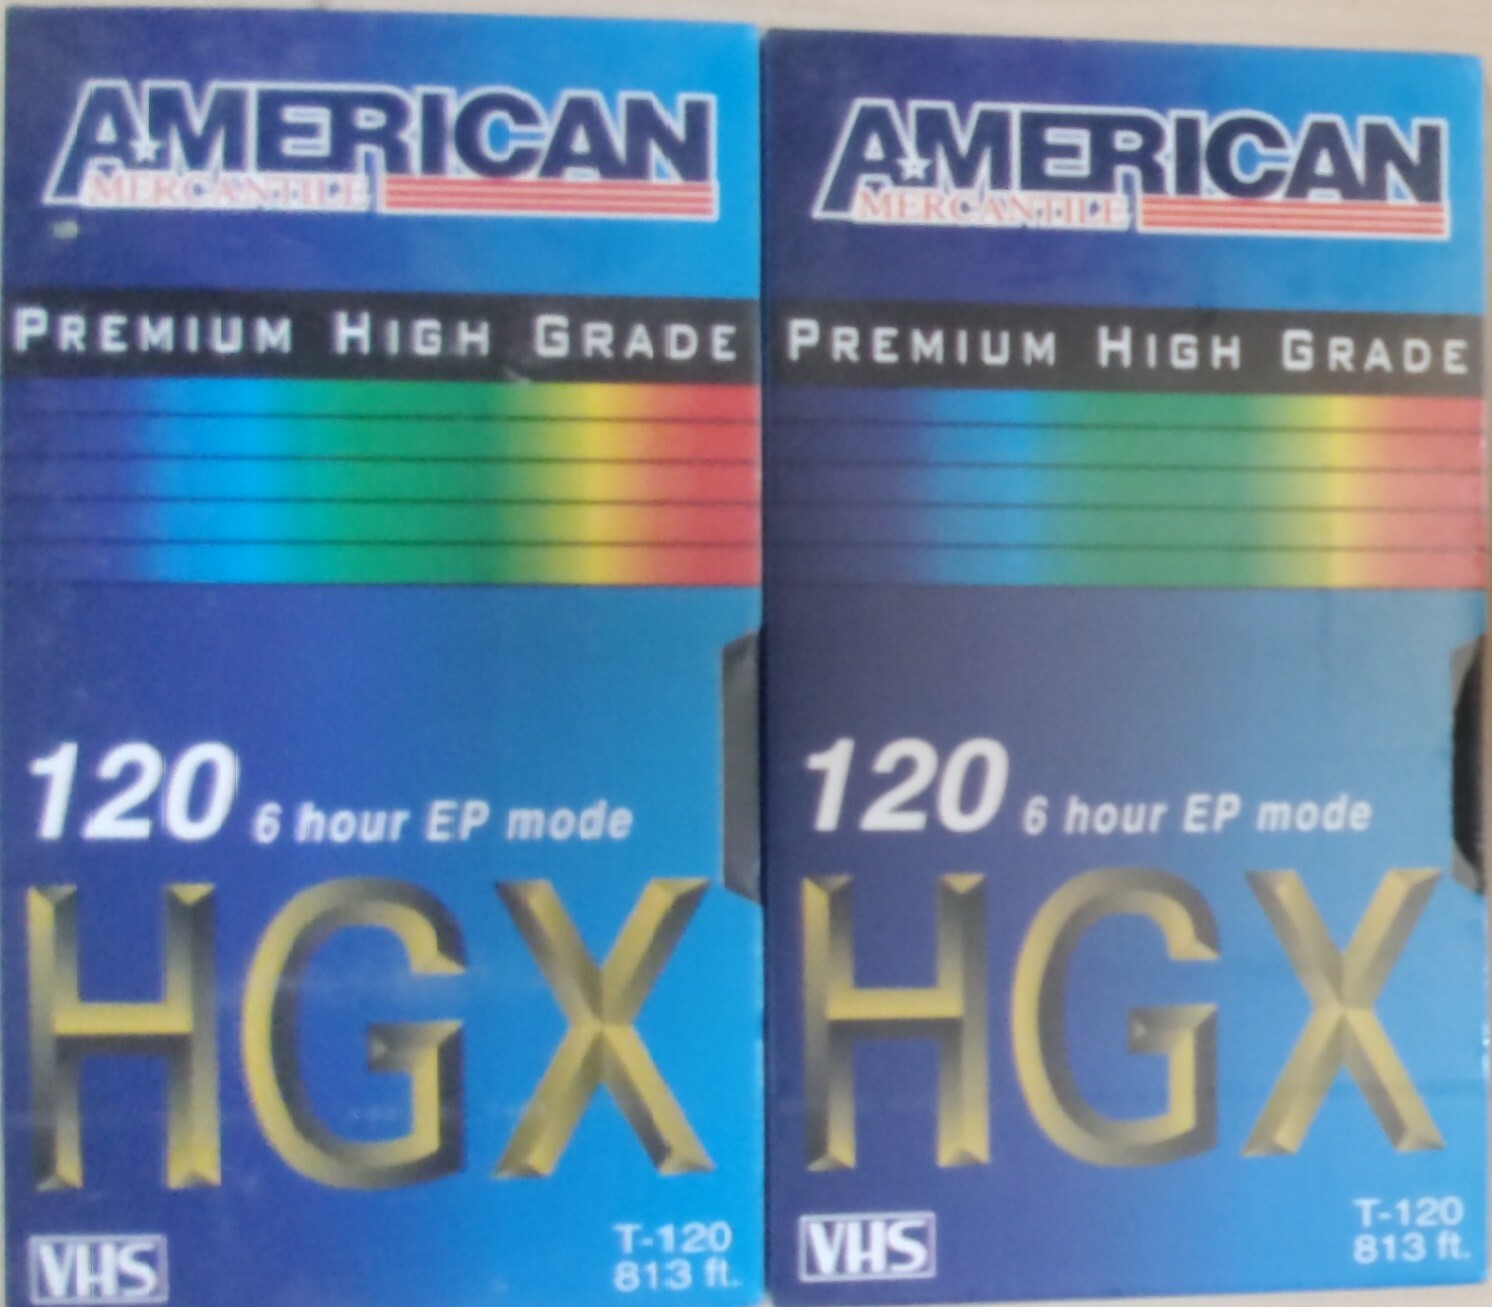 AMERICAN
MERCANTILE
PREMIUM HIGH GRADE
120 6 hour EP mode
HGX
VHS
T-120
813 ft.
AMERICAN
MERCANTILE
PREMIUM HIGH GRADE
120 6 hour EP mode
HGX
VHS
T-120
813 ft.